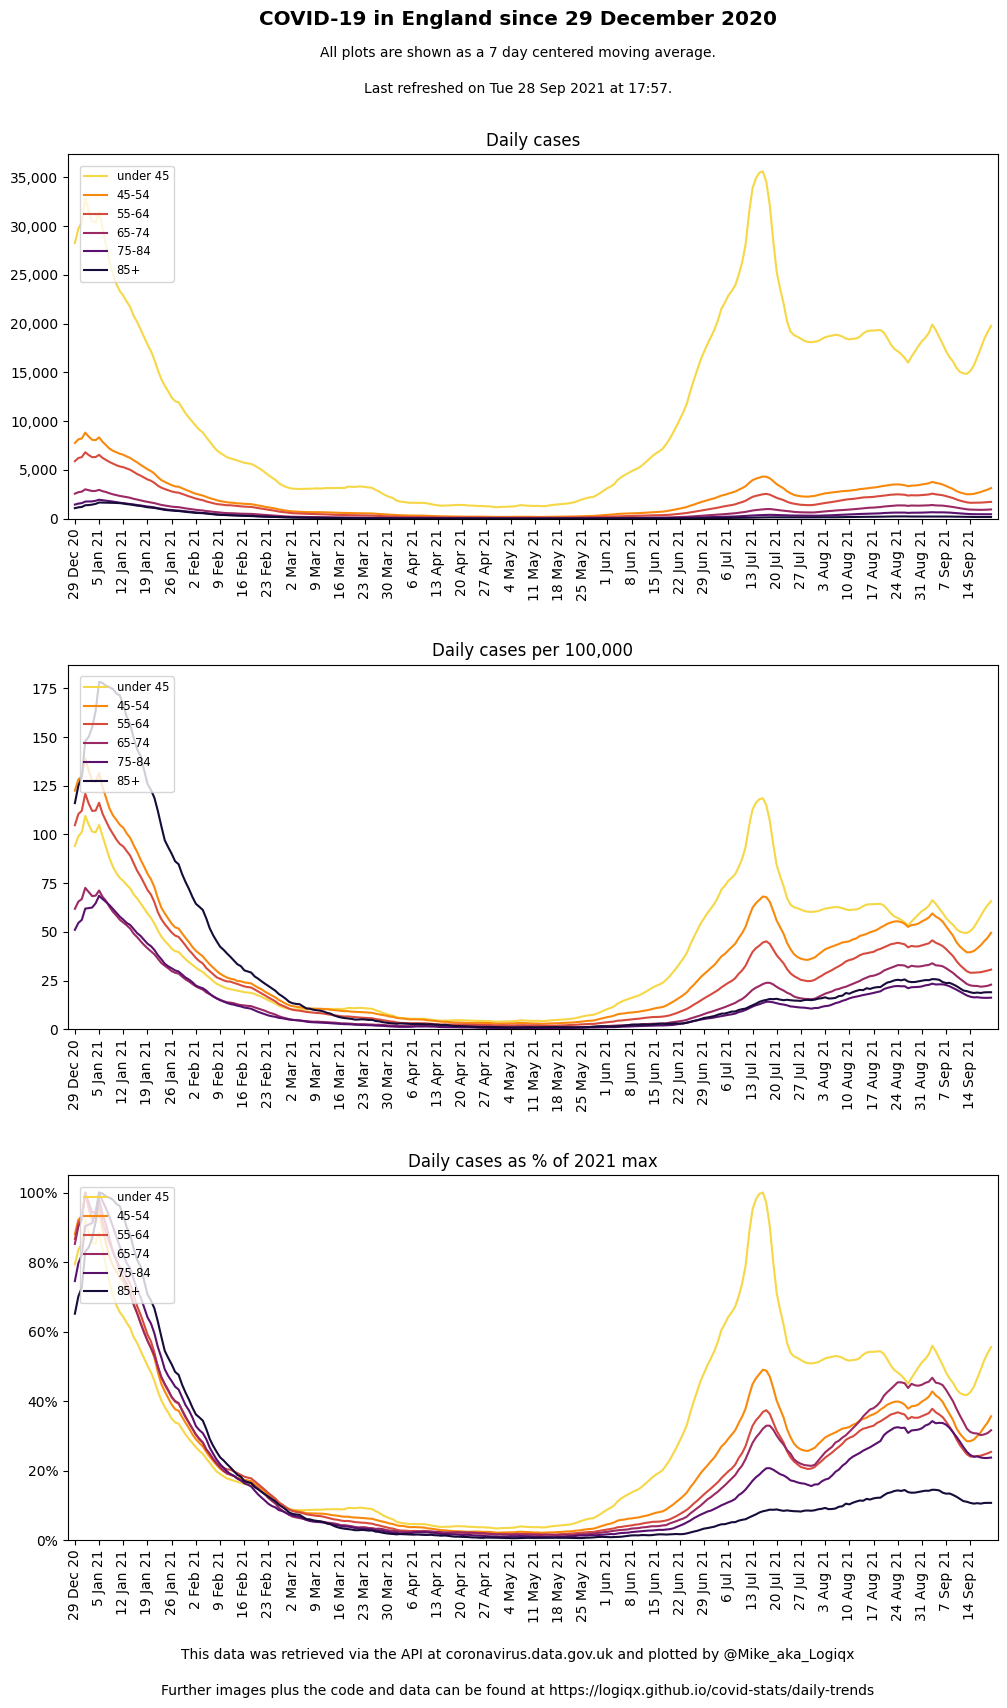 COVID-19 in England since 29 December 2020
All plots are shown as a 7 day centered moving average.
Last refreshed on Tue 28 Sep 2021 at 17:57.
Daily cases
35,000
30,000
25,000
20,000
15,000
10,000
5,000
0
under 45
45-54
55-64
65-74
75-84
85+
29 Dec 20
5 Jan 21
12 Jan 21
19 Jan 21
26 Jan 21
2 Feb 21
9 Feb 21
16 Feb 21
23 Feb 21
2 Mar 21
9 Mar 21
16 Mar 21
23 Mar 21
30 Mar 21
6 Apr 21
13 Apr 21
20 Apr 21
27 Apr 21
4 May 21
11 May 21
18 May 21
25 May 21
1 Jun 21
8 Jun 21
15 Jun 21
22 Jun 21
29 Jun 21
6 Jul 21
13 Jul 21
20 Jul 21
27 Jul 21
3 Aug 21
10 Aug 21
17 Aug 21
24 Aug 21
31 Aug 21
7 Sep 21
14 Sep 21
Daily cases per 100,000
175
150
125
100
75
50
25
0
under 45
45-54
55-64
65-74
75-84
85+
29 Dec 20
5 Jan 21
12 Jan 21
19 Jan 21
26 Jan 21
2 Feb 21
9 Feb 21
16 Feb 21
23 Feb 21
2 Mar 21
9 Mar 21
16 Mar 21
23 Mar 21
30 Mar 21
6 Apr 21
13 Apr 21
20 Apr 21
27 Apr 21
4 May 21
11 May 21
18 May 21
25 May 21
1 Jun 21
8 Jun 21
15 Jun 21
22 Jun 21
29 Jun 21
6 Jul 21
13 Jul 21
20 Jul 21
27 Jul 21
3 Aug 21
10 Aug 21
17 Aug 21
24 Aug 21
31 Aug 21
7 Sep 21
14 Sep 21
Daily cases as % of 2021 max
100%
80%
60%
40%
20%
0%
under 45
45-54
55-64
65-74
75-84
85+
29 Dec 20
5 Jan 21
12 Jan 21
19 Jan 21
26 Jan 21
2 Feb 21
9 Feb 21
16 Feb 21
23 Feb 21
2 Mar 21
9 Mar 21
16 Mar 21
23 Mar 21
30 Mar 21
6 Apr 21
13 Apr 21
20 Apr 21
27 Apr 21
4 May 21
11 May 21
18 May 21
25 May 21
1 Jun 21
8 Jun 21
15 Jun 21
22 Jun 21
29 Jun 21
6 Jul 21
13 Jul 21
20 Jul 21
27 Jul 21
3 Aug 21
10 Aug 21
17 Aug 21
24 Aug 21
31 Aug 21
7 Sep 21
14 Sep 21
This data was retrieved via the API at coronavirus.data.gov.uk and plotted by @Mike_aka_Logiqx
Further images plus the code and data can be found at https://logiqx.github.io/covid-stats/daily-trends